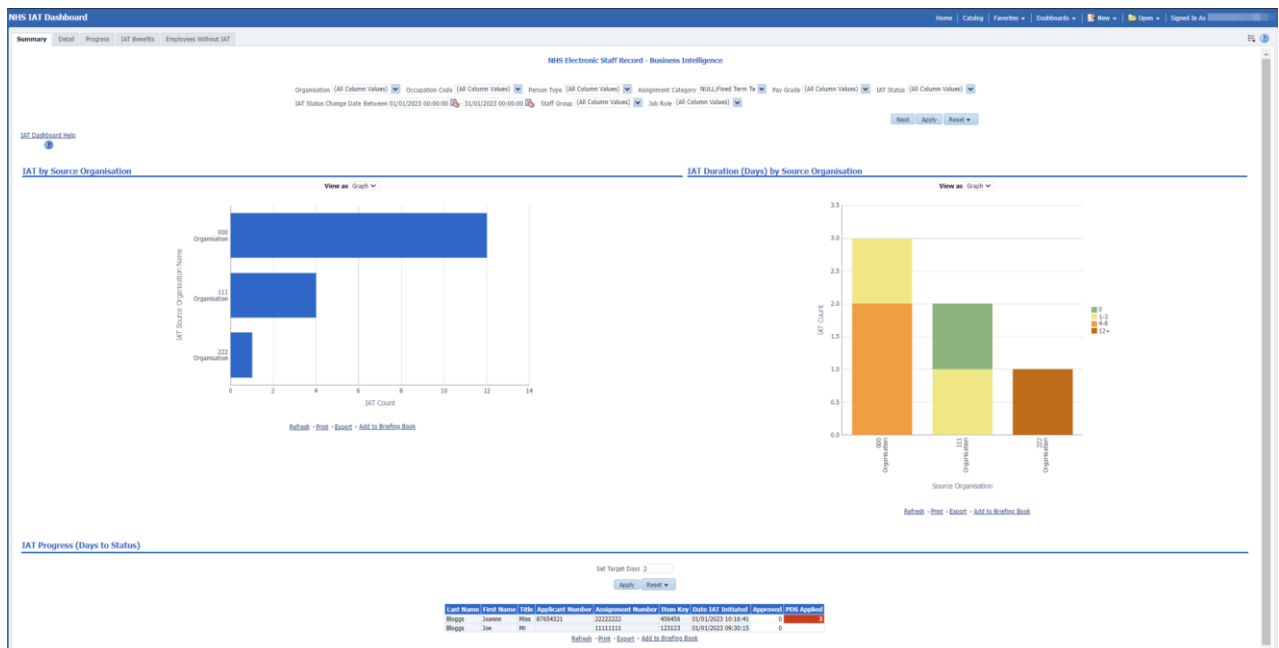 NHS IAT Dashboard
Home Catalog Favorites Dashboards New Open Signed In As
Summary Detail Progress IAT Benefits Employees Without IAT
NHS Electronic Staff Record - Business Intelligence
Organisation (All Column Values) Occupation Code (All Column Values) Person Type (All Column Values) Assignment Category NULL;Fixed Term Te Pay Grade (All Column Values) IAT Status (All Column Values)
IAT Status Change Date Between 01/01/2023 00:00:00 - 31/01/2023 00:00:00 Staff Group (All Column Values) Job Role (All Column Values)
Next Apply Reset
IAT Dashboard Help
IAT by Source Organisation
View as Graph
IAT Source Organisation Name
000
Organisation
111
Organisation
222
Organisation
0 2 4 6 8 10 12 14
IAT Count
Refresh - Print - Export - Add to Briefing Book
IAT Duration (Days) by Source Organisation
View as Graph
IAT Count
3.5
3.0
2.5
2.0
1.5
1.0
0.5
0.0
0
1-3
4-8
12+
000
Organisation
111
Organisation
222
Organisation
Source Organisation
Refresh - Print - Export - Add to Briefing Book
IAT Progress (Days to Status)
Set Target Days 2
Apply Reset
Last Name First Name Title Applicant Number Assignment Number Item Key Date IAT Initiated Approved PDS Applied
Bloggs Joanne Miss 87654321 22222222 456456 01/01/2023 10:16:41 0 3
Bloggs Joe Mr 11111111 123123 01/01/2023 09:30:15 0
Refresh - Print - Export - Add to Briefing Book